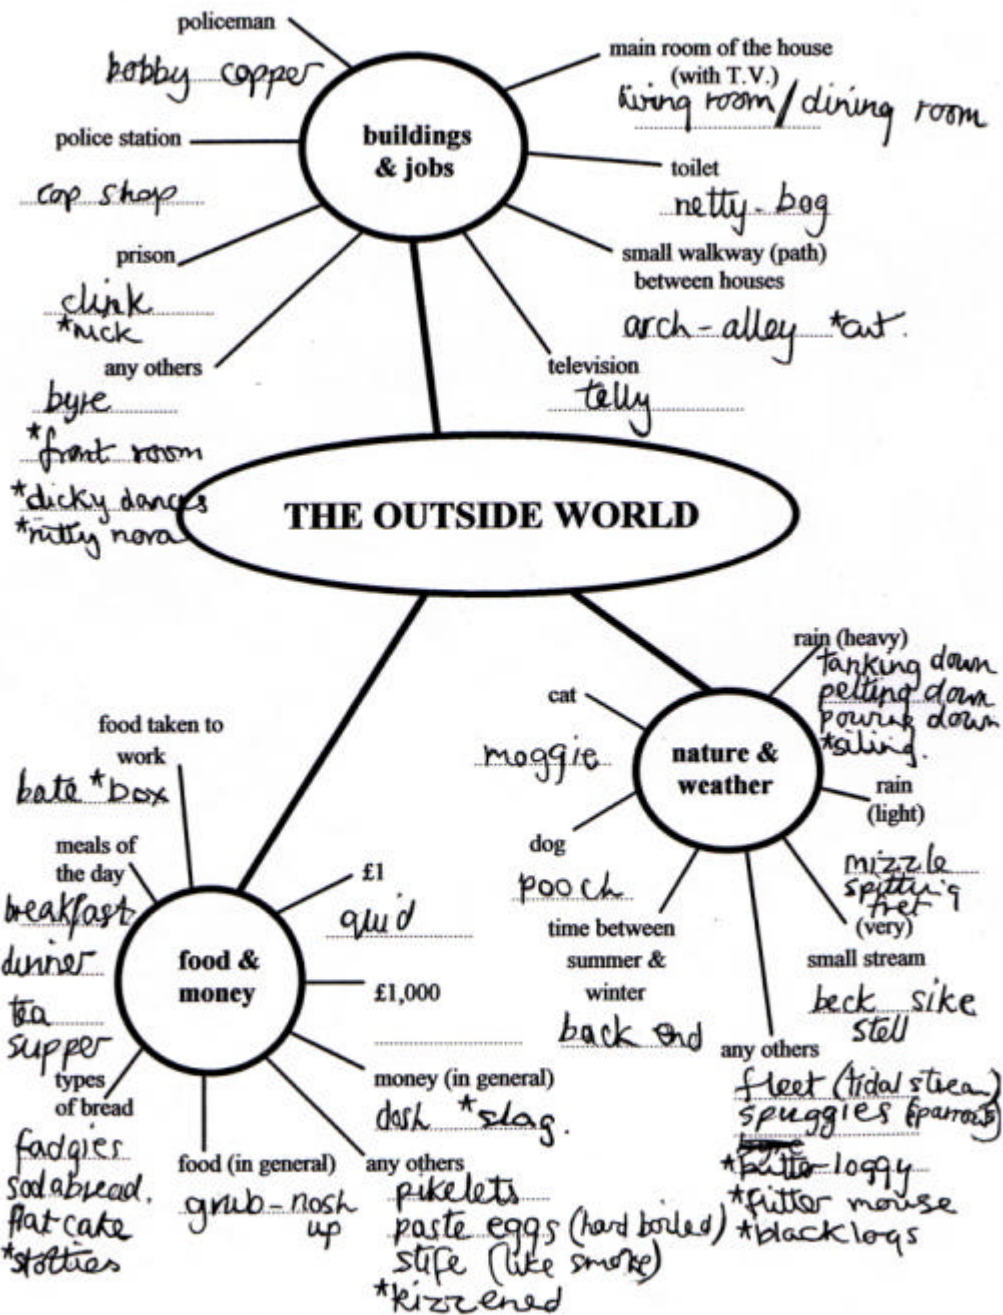 policeman
bobby copper
police station
cop shop
prison
clink
*nick
any others
byre
*front room
*dicky dances
*nitty nora
buildings
& jobs
main room of the house
(with T.V.)
living room / dining room
toilet
netty - bog
small walkway (path)
between houses
arch - alley *cut.
television
telly
THE OUTSIDE WORLD
food taken to
work
bate *box
meals of
the day
breakfast
dinner
tea
supper
types
of bread
fadgies
sodabread.
flat cake
*stotties
food &
money
£1
quid
£1,000
money (in general)
dosh *slag.
food (in general)
grub - nosh
up
any others
pikelets
paste eggs (hard boiled)
stife (like smoke)
*kizzened
nature &
weather
cat
moggie
dog
pooch
time between
summer &
winter
back end
rain (heavy)
tanking down
pelting down
pouring down
*siling.
rain
(light)
mizzle
spitting
fret
(very)
small stream
beck sike
stell
any others
fleet (tidal stream)
spuggies (sparrows)
loggy
*flitter mouse
*blacklogs